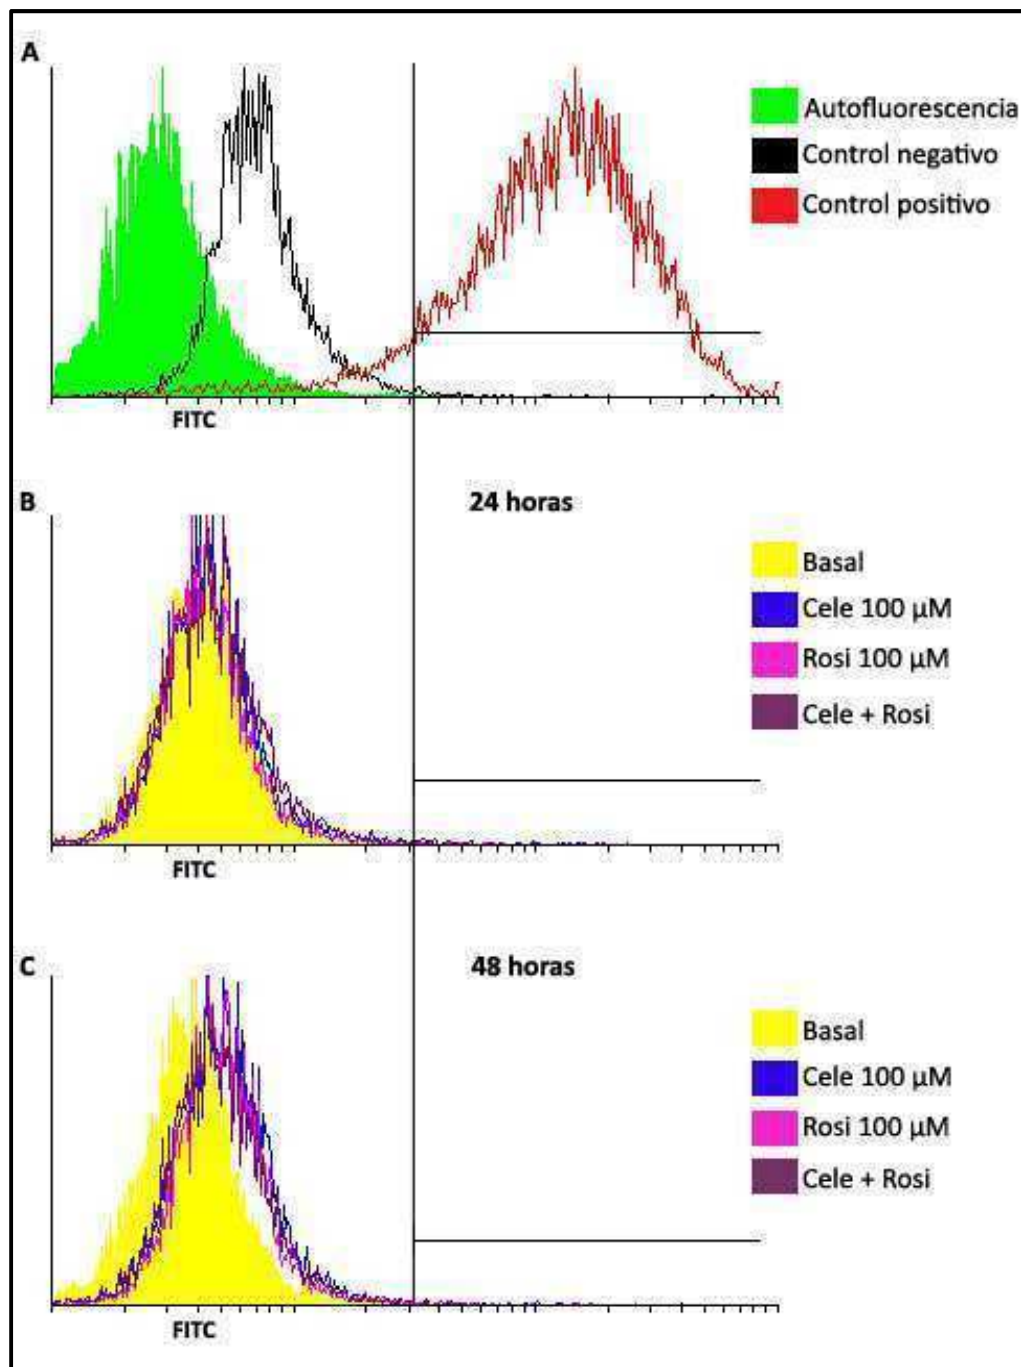 A
Autofluorescencia
Control negativo
Control positivo
FITC
B
24 horas
Basal
Cele 100 µM
Rosi 100 µM
Cele + Rosi
FITC
C
48 horas
Basal
Cele 100 µM
Rosi 100 µM
Cele + Rosi
FITC